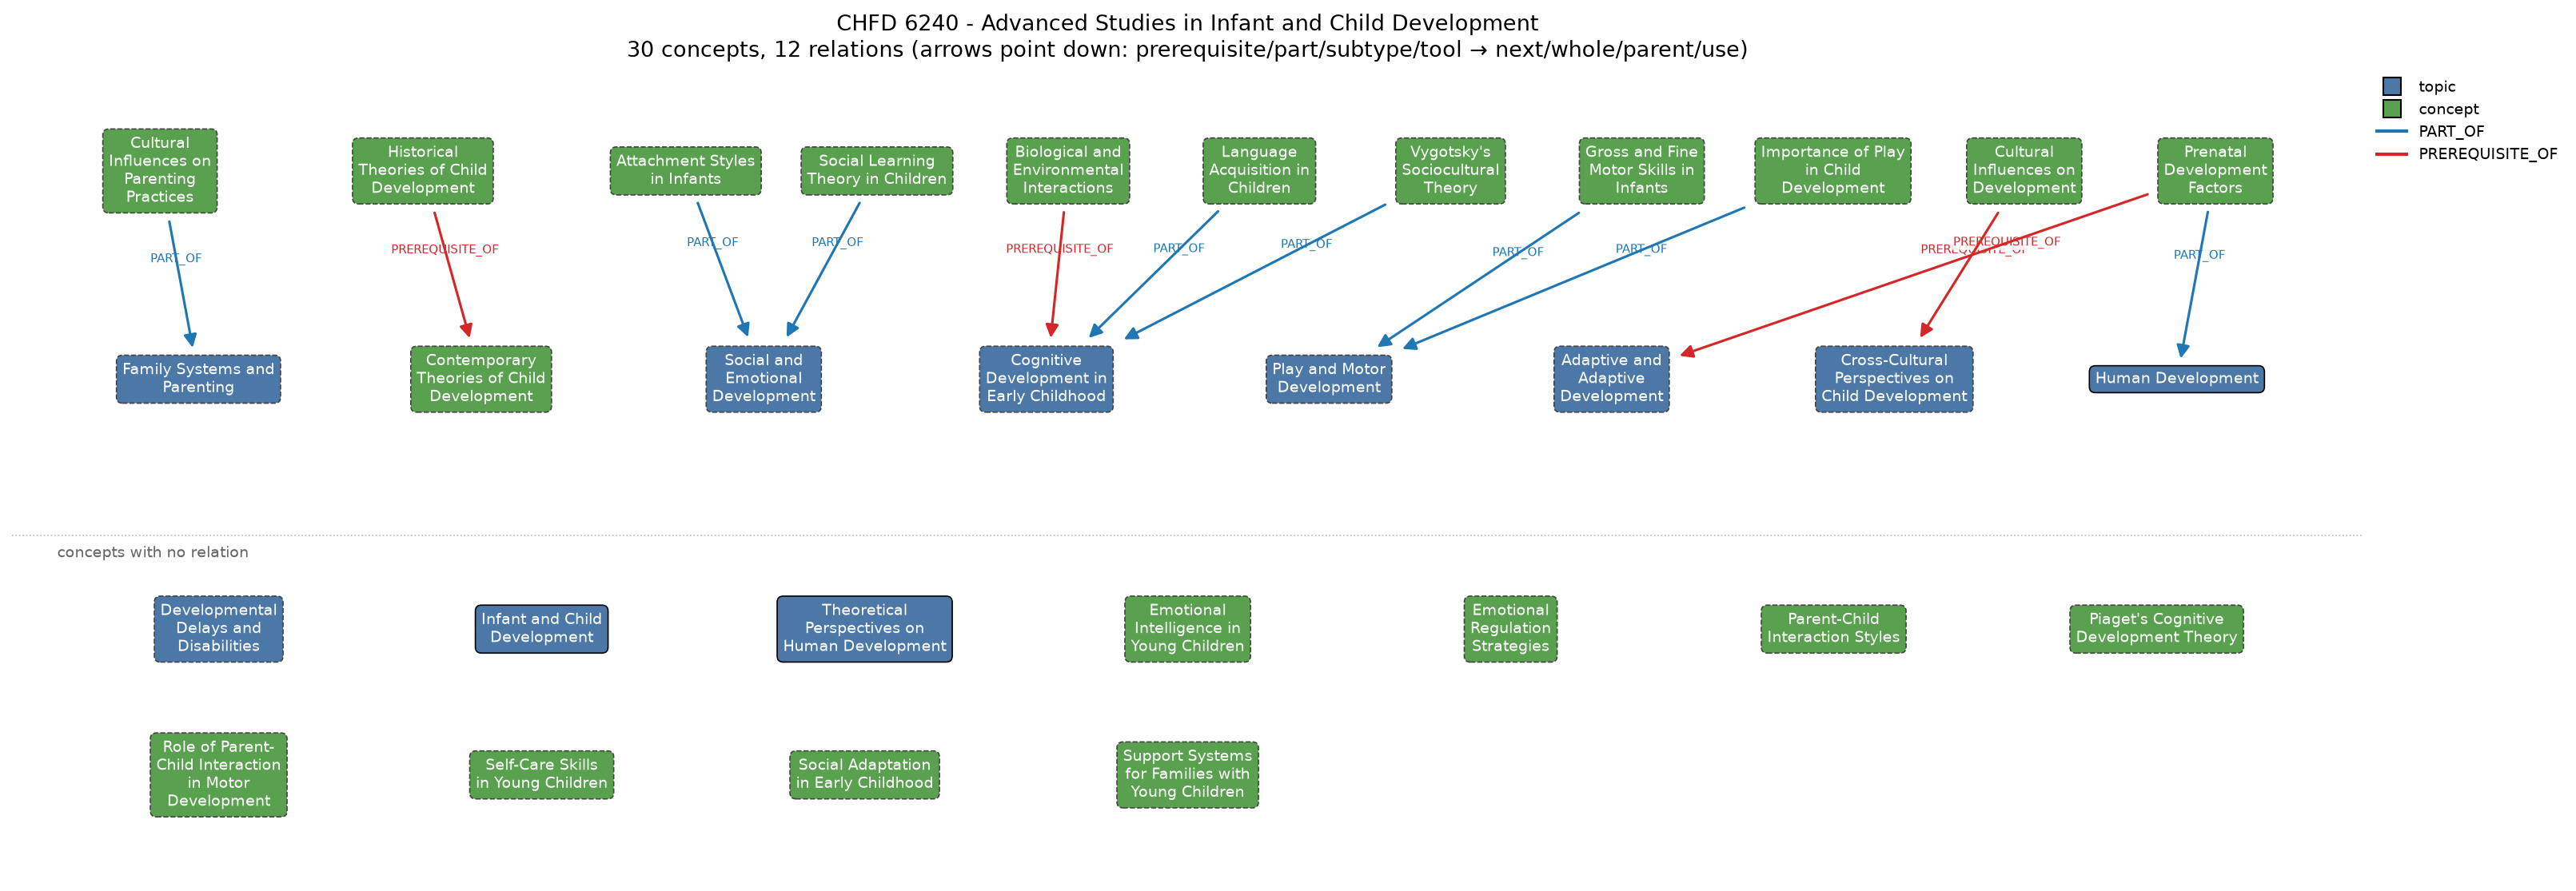 CHFD 6240 - Advanced Studies in Infant and Child Development
30 concepts, 12 relations (arrows point down: prerequisite/part/subtype/tool → next/whole/parent/use)
topic
concept
PART_OF
PREREQUISITE_OF
Cultural
Influences on
Parenting
Practices
Historical
Theories of Child
Development
Attachment Styles
in Infants
Social Learning
Theory in Children
Biological and
Environmental
Interactions
Language
Acquisition in
Children
Vygotsky's
Sociocultural
Theory
Gross and Fine
Motor Skills in
Infants
Importance of Play
in Child
Development
Cultural
Influences on
Development
Prenatal
Development
Factors
PART_OF
PREREQUISITE_OF
PART_OF
PART_OF
PREREQUISITE_OF
PART_OF
PART_OF
PART_OF
PART_OF
PREREQUISITE_OF
PREREQUISITE_OF
PART_OF
Family Systems and
Parenting
Contemporary
Theories of Child
Development
Social and
Emotional
Development
Cognitive
Development in
Early Childhood
Play and Motor
Development
Adaptive and
Adaptive
Development
Cross-Cultural
Perspectives on
Child Development
Human Development
concepts with no relation
Developmental
Delays and
Disabilities
Infant and Child
Development
Theoretical
Perspectives on
Human Development
Emotional
Intelligence in
Young Children
Emotional
Regulation
Strategies
Parent-Child
Interaction Styles
Piaget's Cognitive
Development Theory
Role of Parent-
Child Interaction
in Motor
Development
Self-Care Skills
in Young Children
Social Adaptation
in Early Childhood
Support Systems
for Families with
Young Children